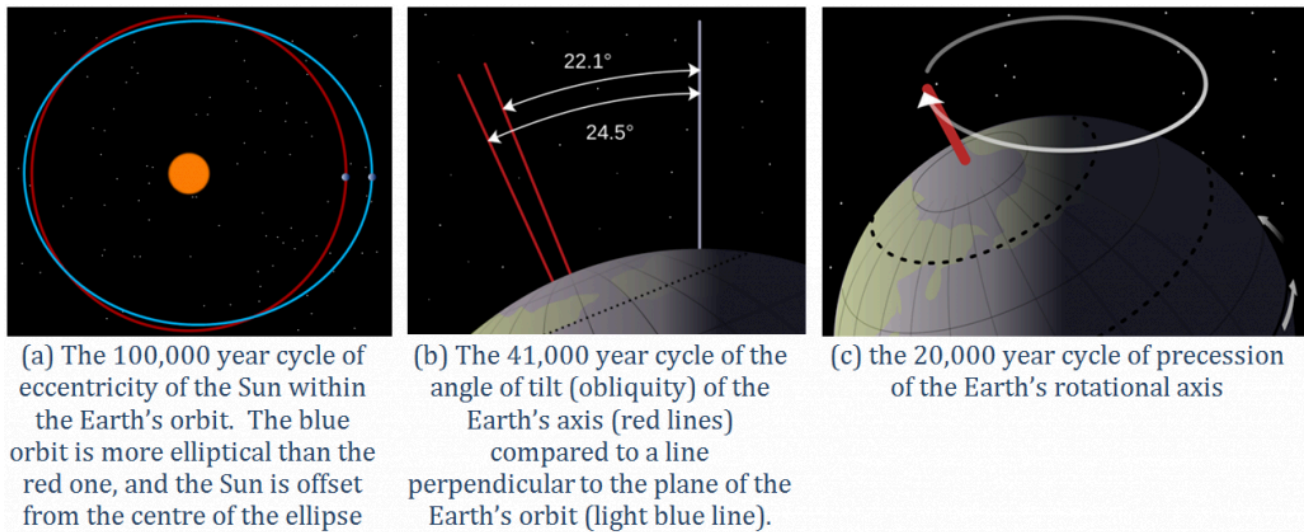 22.1°
24.5°
(a) The 100,000 year cycle of
eccentricity of the Sun within
the Earth's orbit.  The blue
orbit is more elliptical than the
red one, and the Sun is offset
from the centre of the ellipse
(b) The 41,000 year cycle of the
angle of tilt (obliquity) of the
Earth's axis (red lines)
compared to a line
perpendicular to the plane of the
Earth's orbit (light blue line).
(c) the 20,000 year cycle of precession
of the Earth's rotational axis